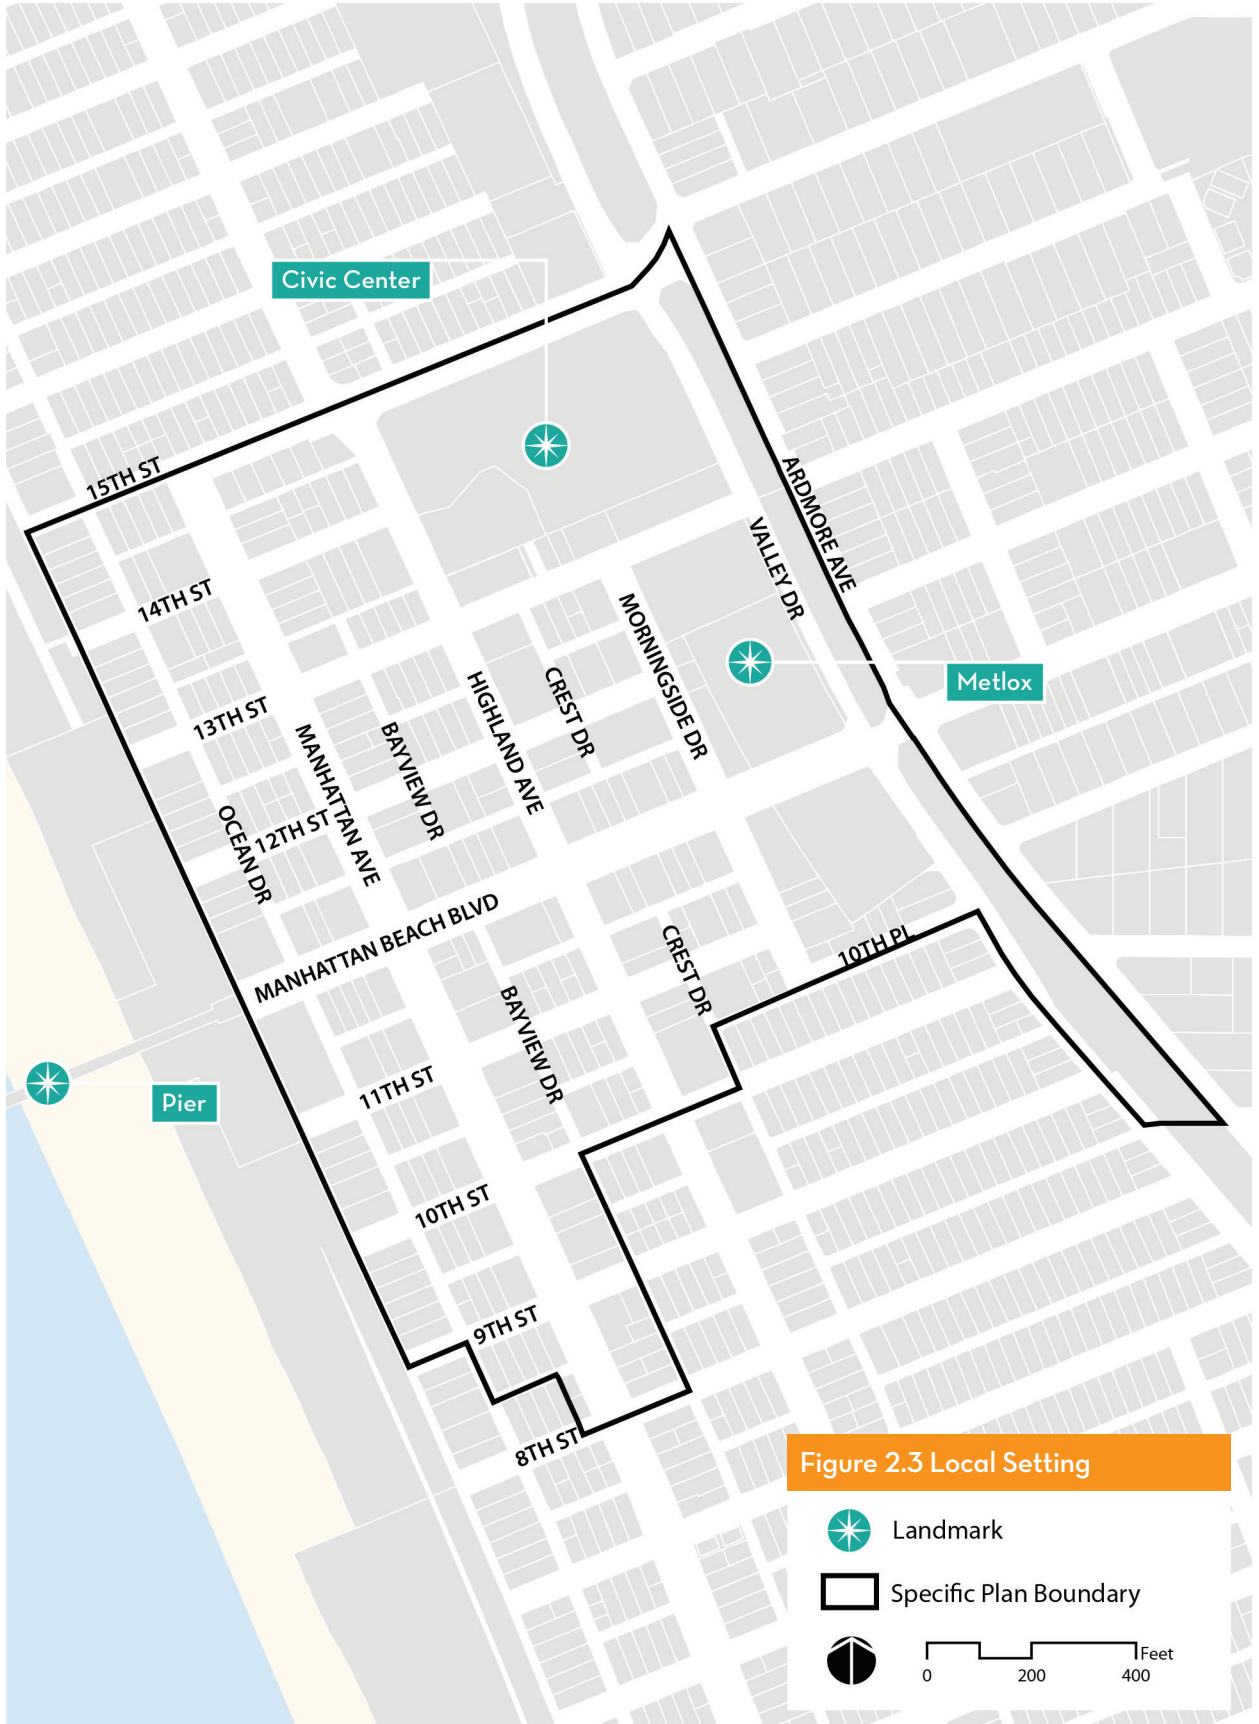 Civic Center
15TH ST
ARDMORE AVE
VALLEY DR
14TH ST
MORNINGSIDE DR
Metlox
CREST DR
HIGHLAND AVE
13TH ST
BAYVIEW DR
MANHATTAN AVE
OCEAN DR
12TH ST
MANHATTAN BEACH BLVD
CREST DR
10TH PL
BAYVIEW DR
11TH ST
Pier
10TH ST
9TH ST
8TH ST
Figure 2.3 Local Setting
Landmark
Specific Plan Boundary
Feet
0 200 400